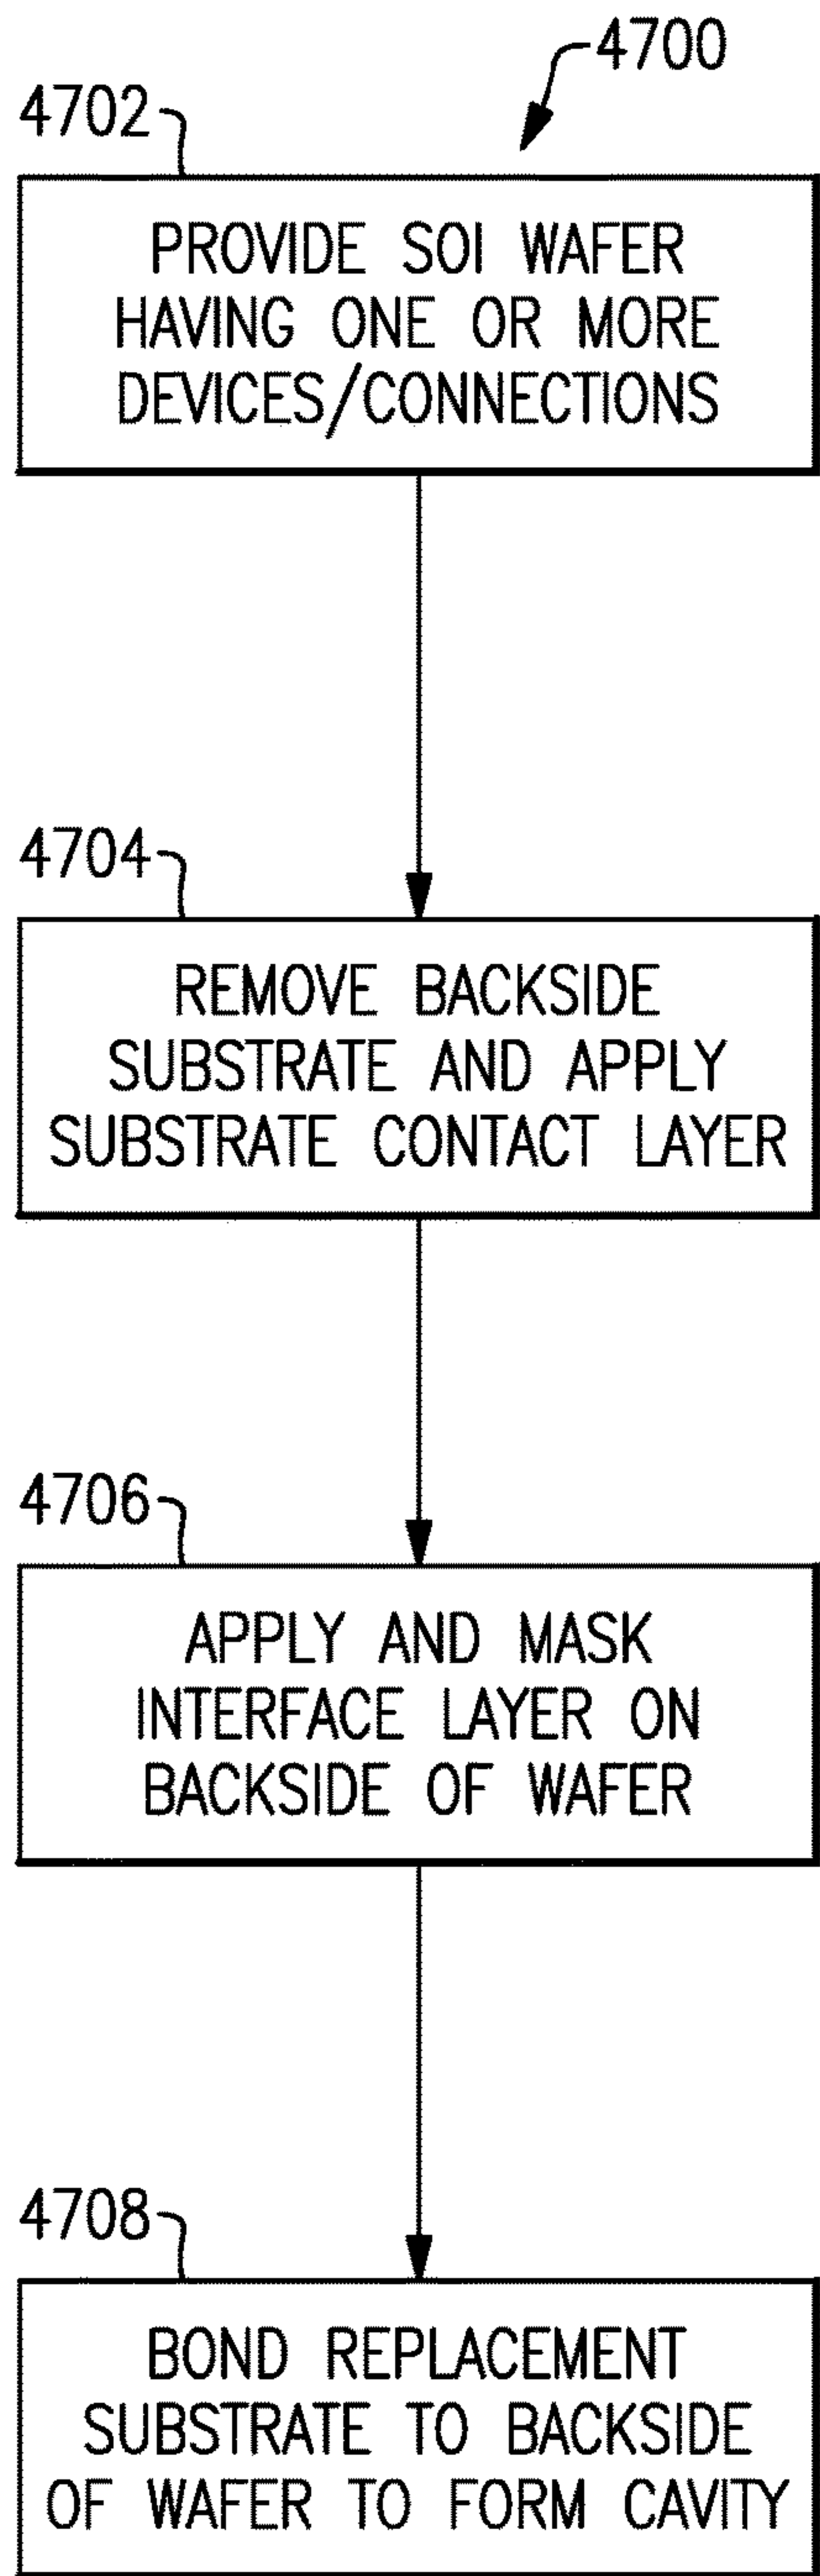 4700
4702
PROVIDE SOI WAFER
HAVING ONE OR MORE
DEVICES/CONNECTIONS
4704
REMOVE BACKSIDE
SUBSTRATE AND APPLY
SUBSTRATE CONTACT LAYER
4706
APPLY AND MASK
INTERFACE LAYER ON
BACKSIDE OF WAFER
4708
BOND REPLACEMENT
SUBSTRATE TO BACKSIDE
OF WAFER TO FORM CAVITY